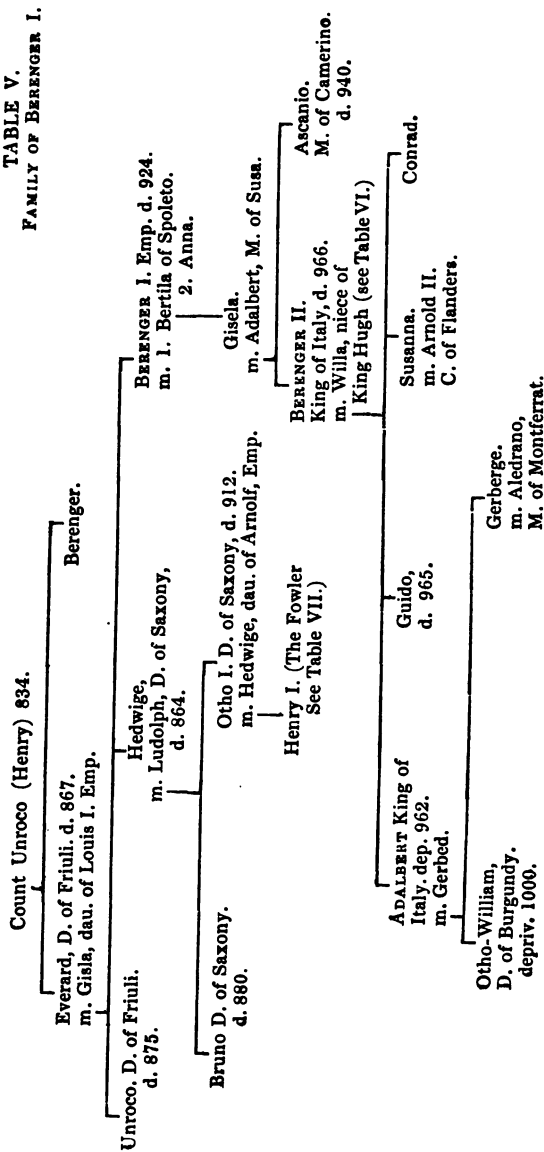 TABLE V.
FAMILY OF BERENGER I.
Count Unroco (Henry) 834.
Everard, D. of Friuli. d. 867.
m. Gisla, dau. of Louis I. Emp.
Berenger.
Unroco. D. of Friuli.
d. 875.
Hedwige,
m. Ludolph, D. of Saxony,
d. 864.
BERENGER I. Emp. d. 924.
m. 1. Bertila of Spoleto.
2. Anna.
Bruno D. of Saxony.
d. 880.
Otho I. D. of Saxony, d. 912.
m. Hedwige, dau. of Arnolf, Emp.
Gisela.
m. Adalbert, M. of Susa.
Henry I. (The Fowler
See Table VII.)
BERENGER II.
King of Italy, d. 966.
m. Willa, niece of
King Hugh (see Table VI.)
Ascanio.
M. of Camerino.
d. 940.
ADALBERT King of
Italy. dep. 962.
m. Gerbed.
Guido,
d. 965.
Susanna.
m. Arnold II.
C. of Flanders.
Conrad.
Otho-William,
D. of Burgundy.
depriv. 1000.
Gerberge.
m. Aledrano,
M. of Montferrat.